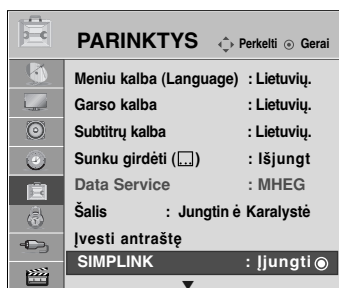 PARINKTYS Perkelti Gerai
Meniu kalba (Language) : Lietuvių.
Garso kalba : Lietuvių.
Subtitrų kalba : Lietuvių.
Sunku girdėti ( ) : Išjungt
Data Service : MHEG
Šalis : Jungtin ė Karalystė
Įvesti antraštę
SIMPLINK : Įjungti